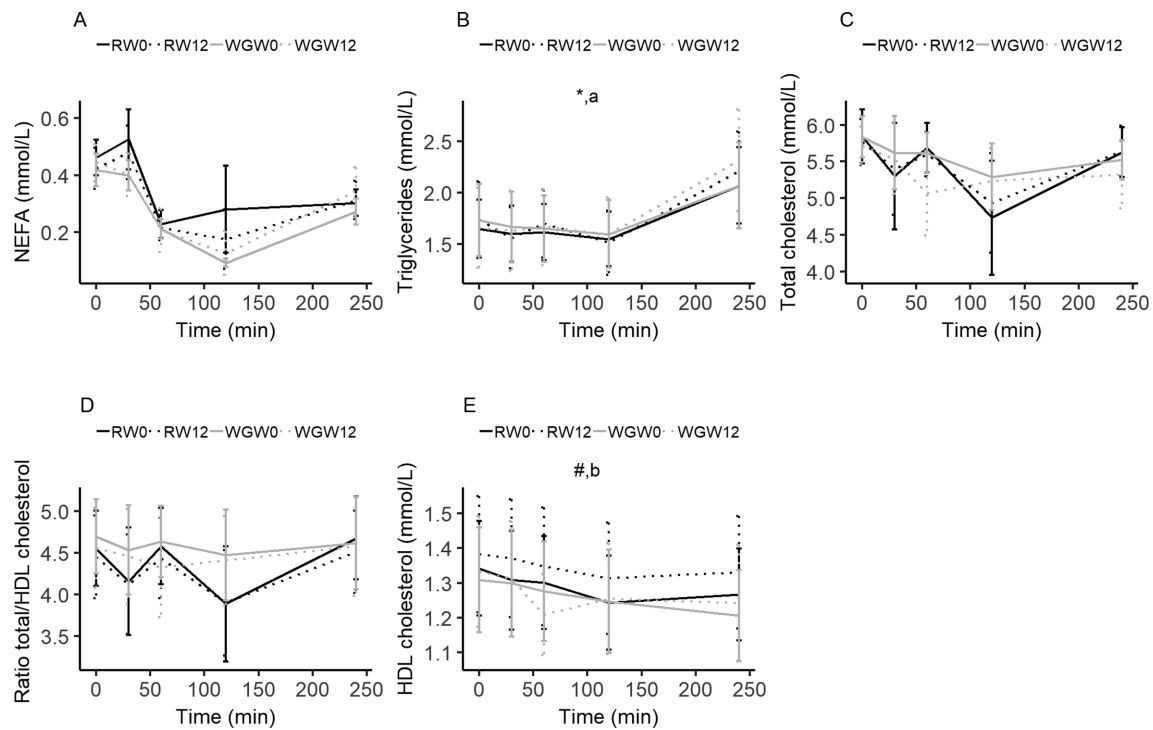 A
B
C
RW0 RW12 WGW0 WGW12
RW0 RW12 WGW0 WGW12
RW0 RW12 WGW0 WGW12
NEFA (mmol/L)
0.6
0.4
0.2
0 50 100 150 200 250
Time (min)
Triglycerides (mmol/L)
*,a
2.5
2.0
1.5
0 50 100 150 200 250
Time (min)
Total cholesterol (mmol/L)
6.0
5.5
5.0
4.5
4.0
0 50 100 150 200 250
Time (min)
D
E
RW0 RW12 WGW0 WGW12
RW0 RW12 WGW0 WGW12
Ratio total/HDL cholesterol
5.0
4.5
4.0
3.5
0 50 100 150 200 250
Time (min)
HDL cholesterol (mmol/L)
#,b
1.5
1.4
1.3
1.2
1.1
0 50 100 150 200 250
Time (min)